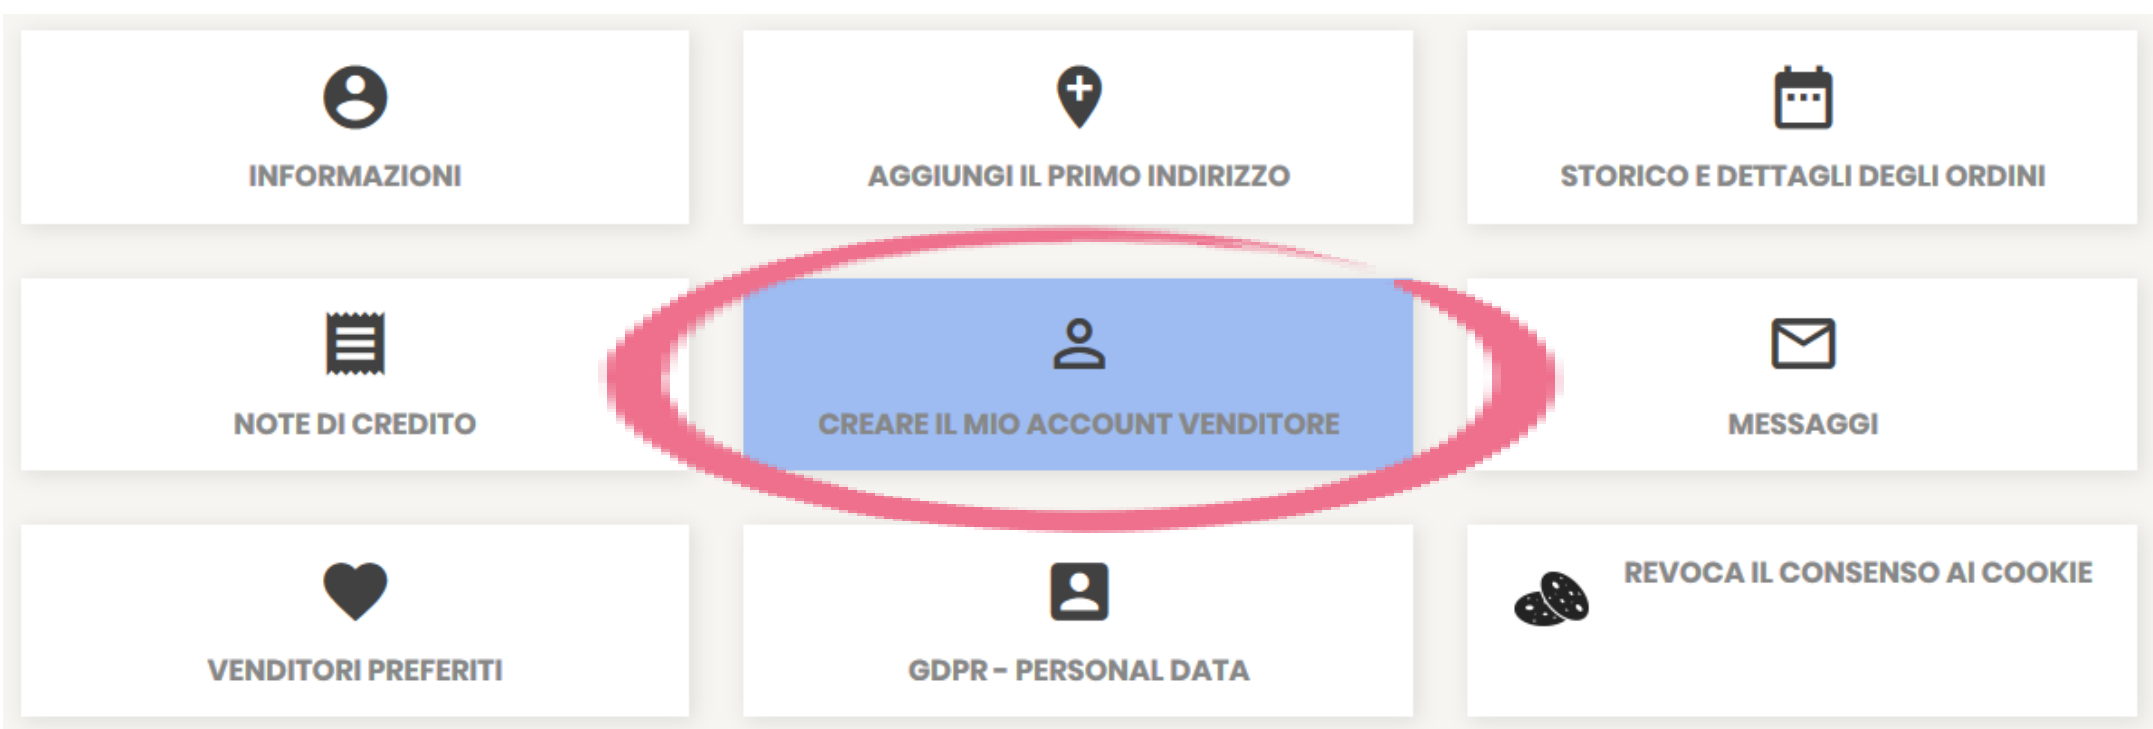 INFORMAZIONI
AGGIUNGI IL PRIMO INDIRIZZO
STORICO E DETTAGLI DEGLI ORDINI
NOTE DI CREDITO
CREARE IL MIO ACCOUNT VENDITORE
MESSAGGI
VENDITORI PREFERITI
GDPR - PERSONAL DATA
REVOCA IL CONSENSO AI COOKIE